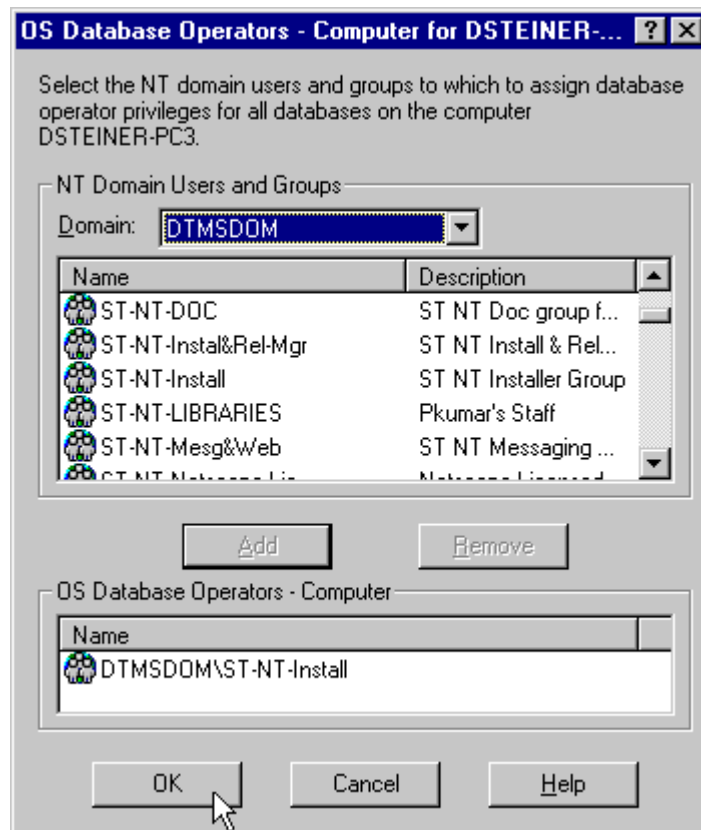 OS Database Operators - Computer for DSTEINER-...
Select the NT domain users and groups to which to assign database
operator privileges for all databases on the computer
DSTEINER-PC3.
NT Domain Users and Groups
Domain: DTMSDOM
Name Description
ST-NT-DOC ST NT Doc group f...
ST-NT-Instal&Rel-Mgr ST NT Install & Rel...
ST-NT-Install ST NT Installer Group
ST-NT-LIBRARIES Pkumar's Staff
ST-NT-Mesg&Web ST NT Messaging ...
Add Remove
OS Database Operators - Computer
Name
DTMSDOM\ST-NT-Install
OK Cancel Help